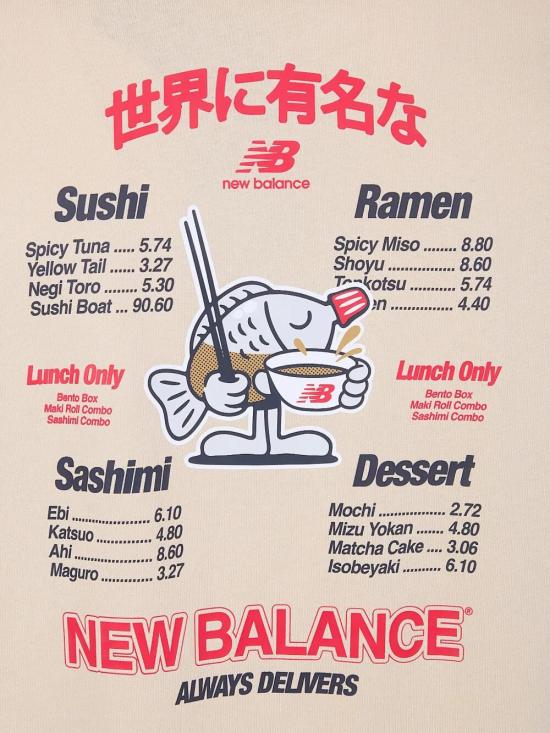 世界に有名な
NB
new balance
Sushi
Spicy Tuna ..... 5.74
Yellow Tail ...... 3.27
Negi Toro ........ 5.30
Sushi Boat ... 90.60
Ramen
Spicy Miso ........ 8.80
Shoyu .............. 8.60
Tonkotsu ......... 5.74
................ 4.40
Lunch Only
Bento Box
Maki Roll Combo
Sashimi Combo
NB
Lunch Only
Bento Box
Maki Roll Combo
Sashimi Combo
Sashimi
Ebi .................. 6.10
Katsuo ............. 4.80
Ahi .................. 8.60
Maguro ............ 3.27
Dessert
Mochi ................ 2.72
Mizu Yokan ....... 4.80
Matcha Cake .... 3.06
Isobeyaki .......... 6.10
NEW BALANCE®
ALWAYS DELIVERS